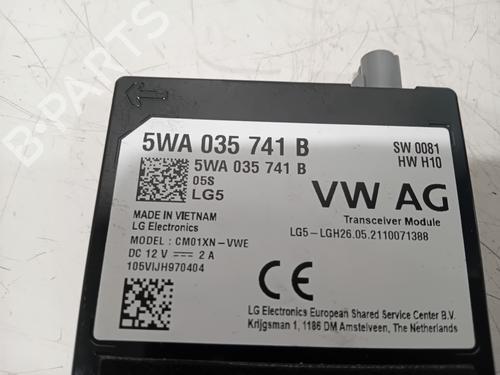 5WA 035 741 B
SW 0081
HW H10
5WA 035 741 B
05S
LG5
VW AG
Transceiver Module
LG5-LGH26.05.2110071388
MADE IN VIETNAM
LG Electronics
MODEL : CM01XN-VWE
DC 12 V 2 A
105VIJH970404
CE
LG Electronics European Shared Service Center B.V.
Krijgsman 1, 1186 DM Amstelveen, The Netherlands
B-PARTS